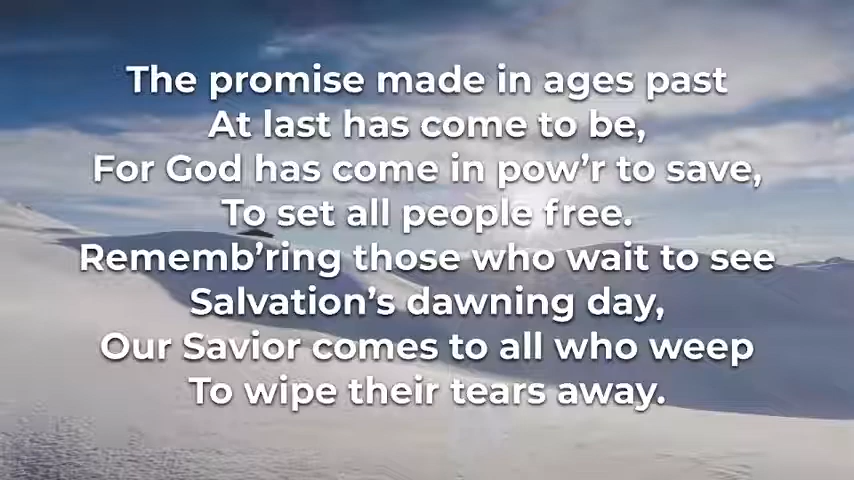 The promise made in ages past
At last has come to be,
For God has come in pow’r to save,
To set all people free.
Rememb’ring those who wait to see
Salvation’s dawning day,
Our Savior comes to all who weep
To wipe their tears away.